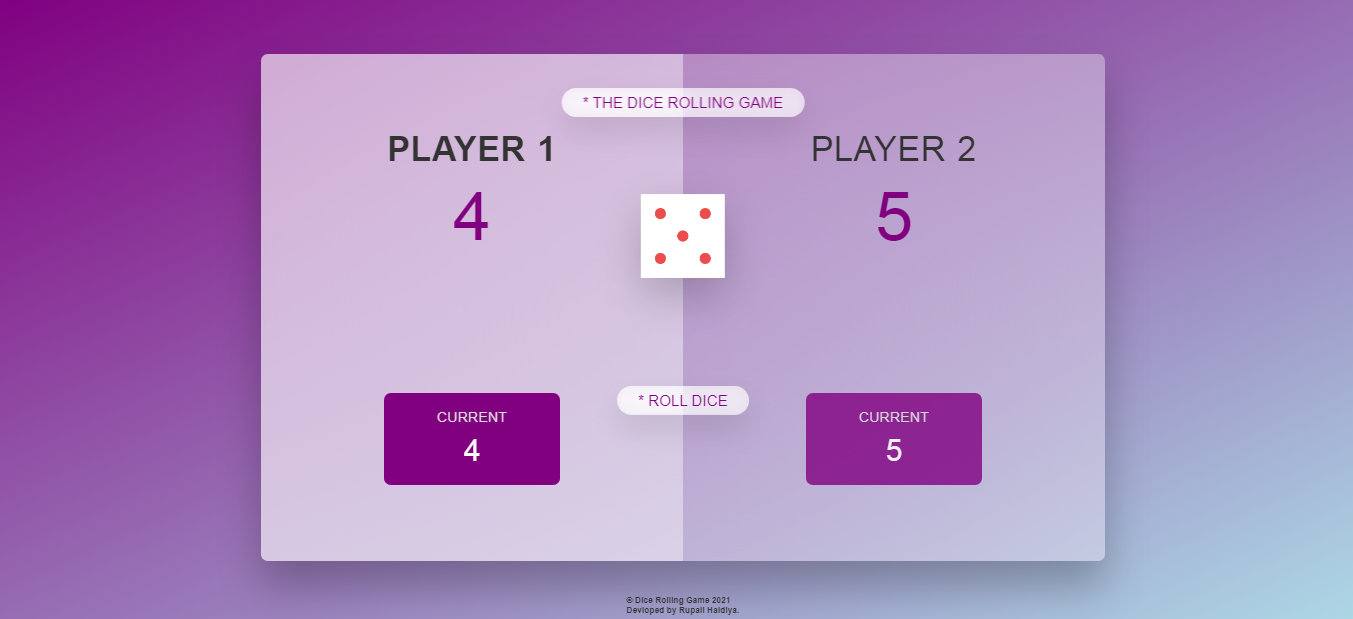 * THE DICE ROLLING GAME
PLAYER 1
4
PLAYER 2
5
* ROLL DICE
CURRENT
4
CURRENT
5
© Dice Rolling Game 2021
Devloped by Rupali Haldiya.